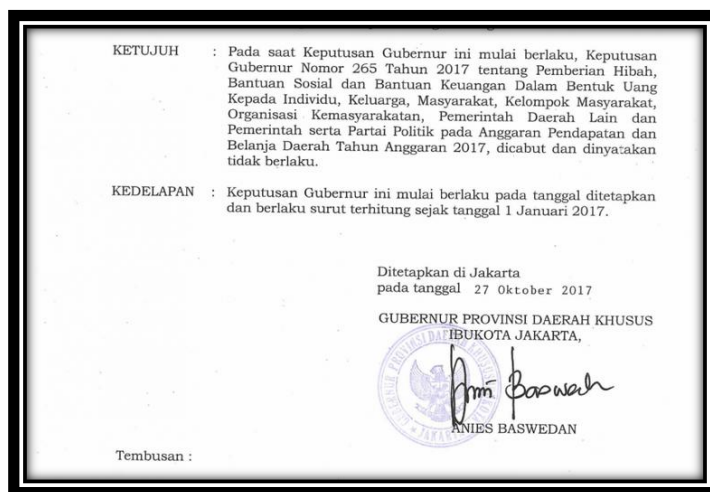 KETUJUH : Pada saat Keputusan Gubernur ini mulai berlaku, Keputusan
Gubernur Nomor 265 Tahun 2017 tentang Pemberian Hibah,
Bantuan Sosial dan Bantuan Keuangan Dalam Bentuk Uang
Kepada Individu, Keluarga, Masyarakat, Kelompok Masyarakat,
Organisasi Kemasyarakatan, Pemerintah Daerah Lain dan
Pemerintah serta Partai Politik pada Anggaran Pendapatan dan
Belanja Daerah Tahun Anggaran 2017, dicabut dan dinyatakan
tidak berlaku.
KEDELAPAN : Keputusan Gubernur ini mulai berlaku pada tanggal ditetapkan
dan berlaku surut terhitung sejak tanggal 1 Januari 2017.
Ditetapkan di Jakarta
pada tanggal 27 Oktober 2017
GUBERNUR PROVINSI DAERAH KHUSUS
IBUKOTA JAKARTA,
Anies Baswedan
ANIES BASWEDAN
Tembusan :